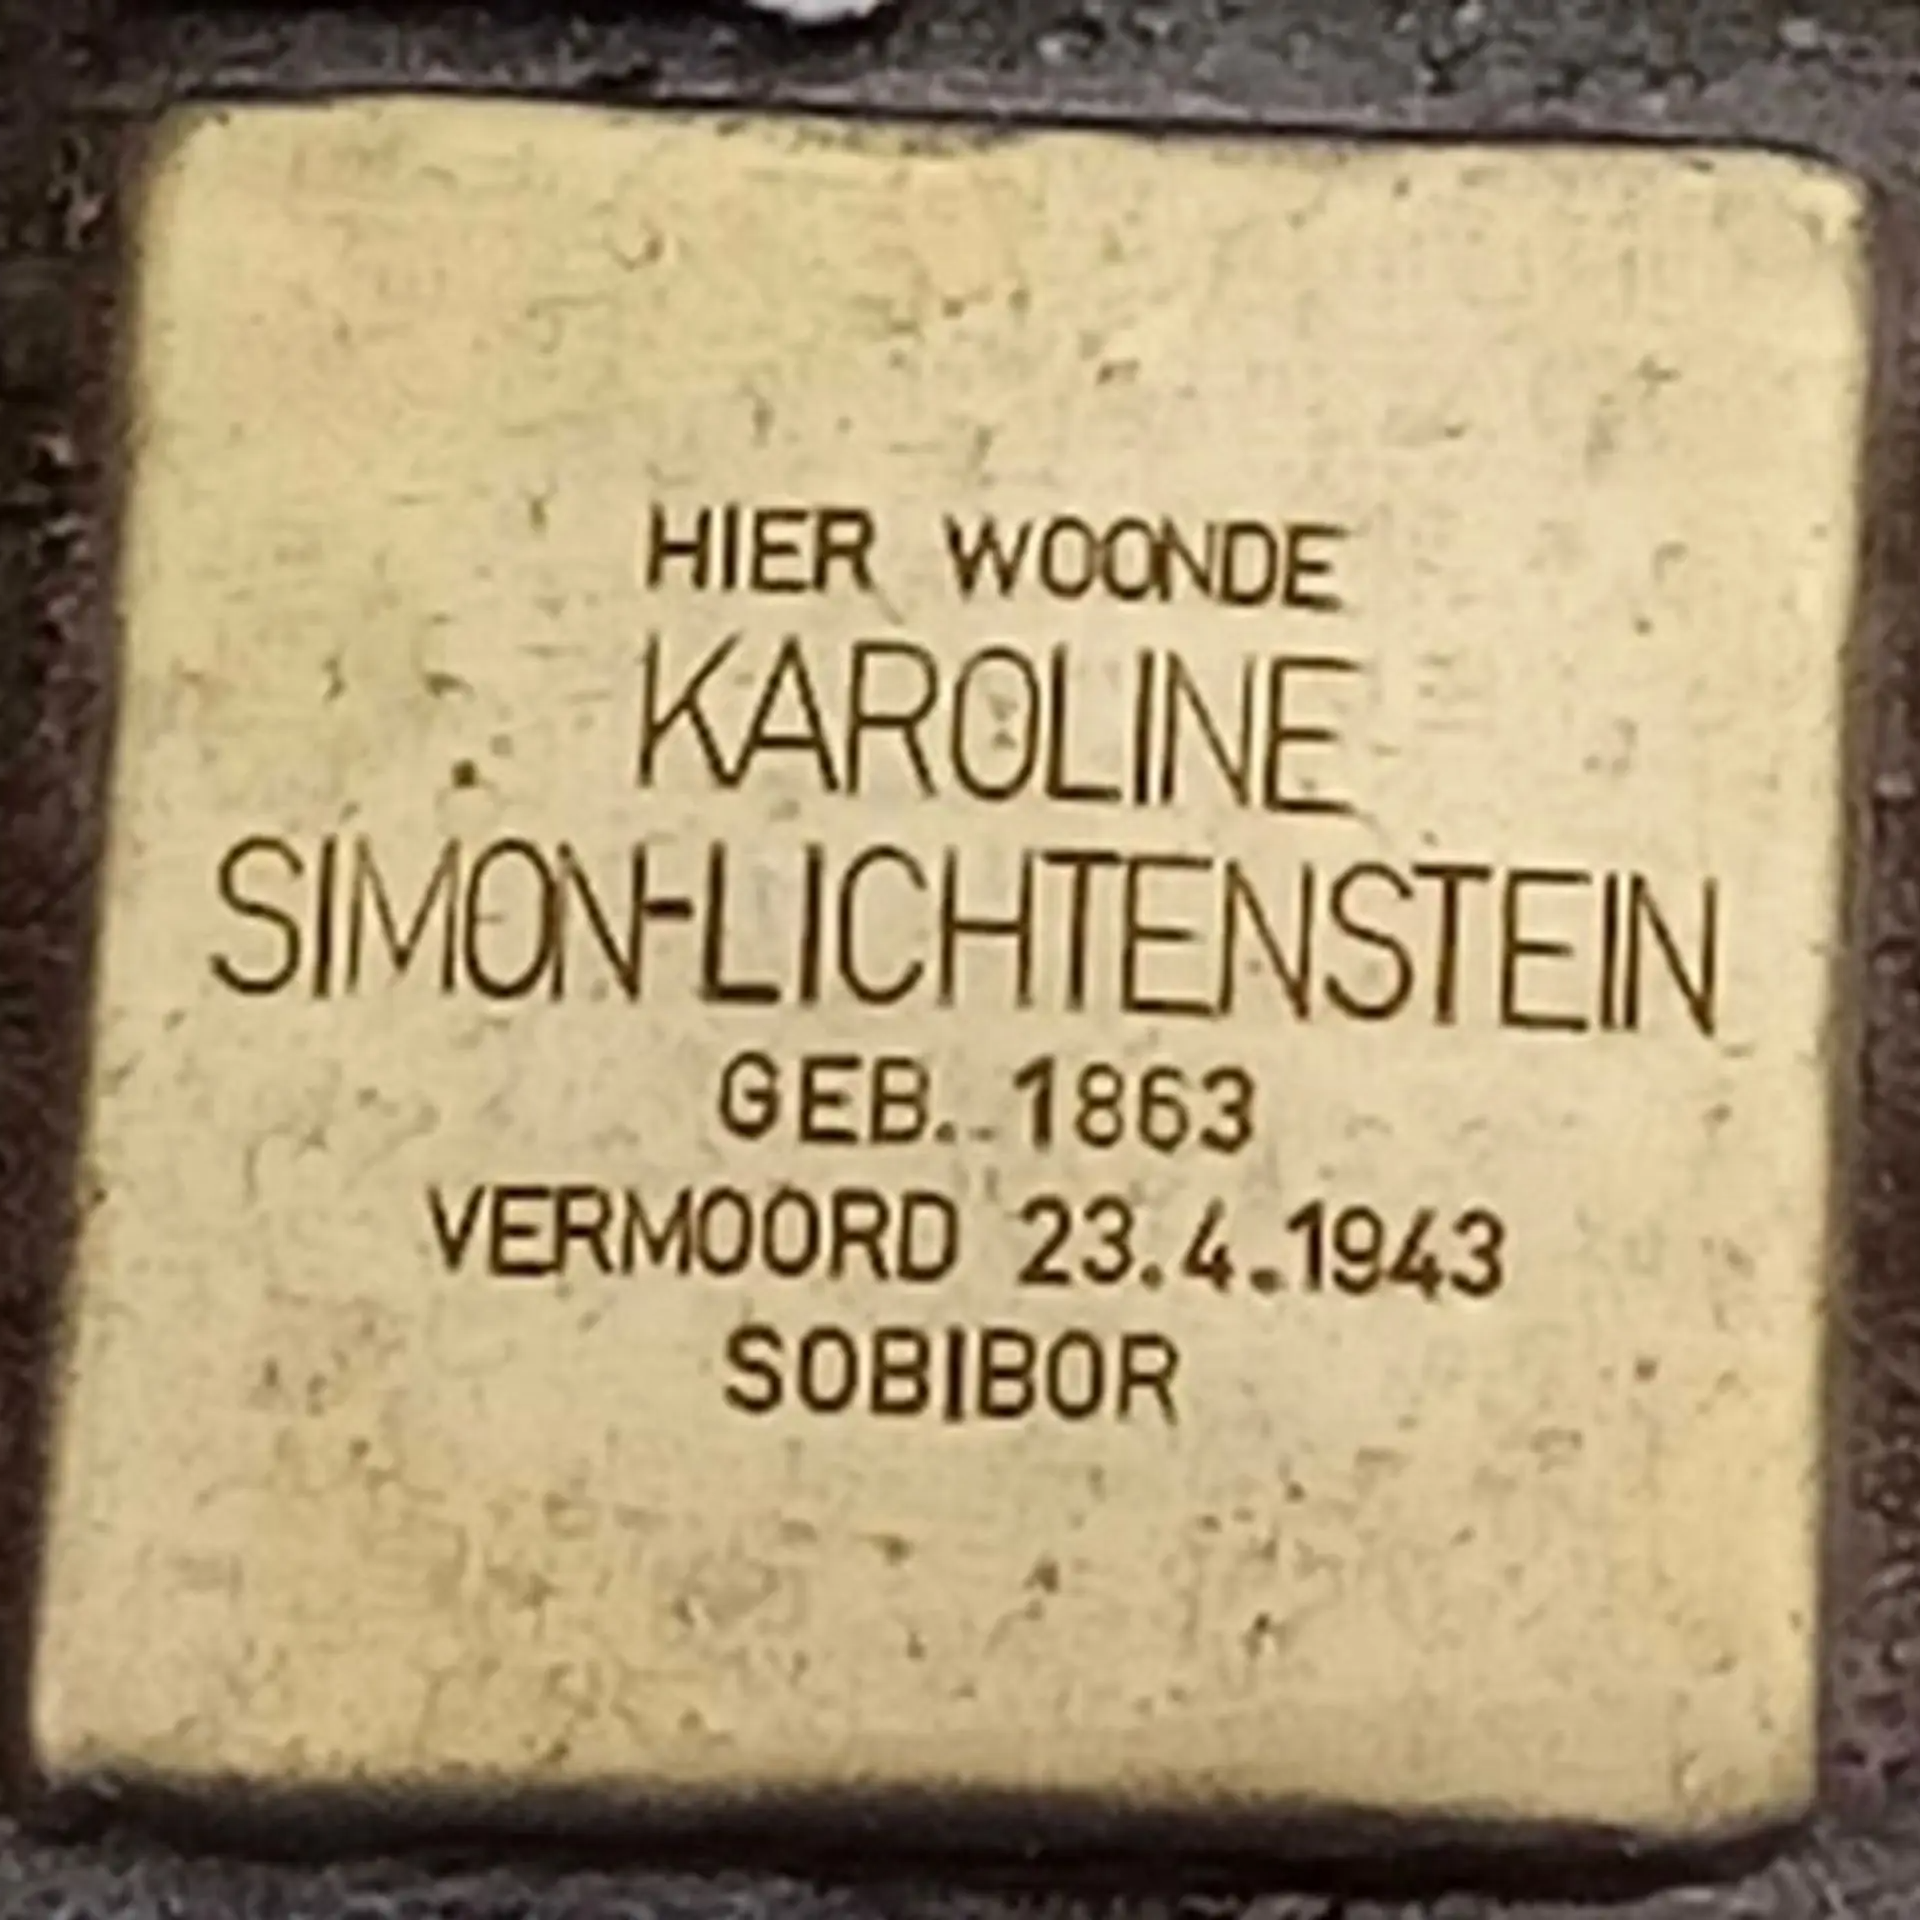 HIER WOONDE
KAROLINE
SIMON-LICHTENSTEIN
GEB. 1863
VERMOORD 23.4.1943
SOBIBOR